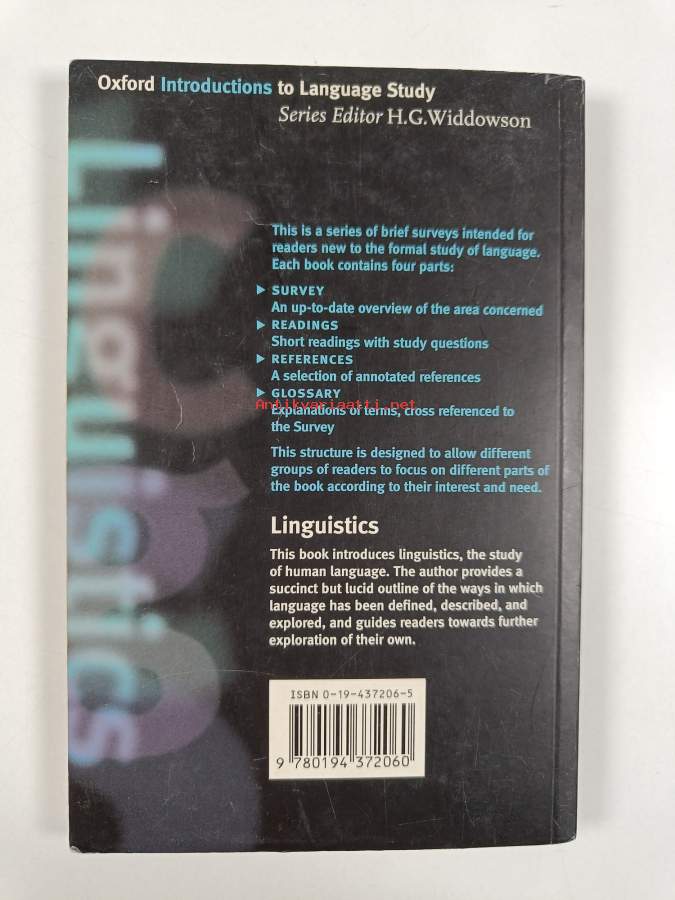 Oxford Introductions to Language Study
Series Editor H.G.Widdowson
Linguistics
This is a series of brief surveys intended for
readers new to the formal study of language.
Each book contains four parts:
▶ SURVEY
An up-to-date overview of the area concerned
▶ READINGS
Short readings with study questions
▶ REFERENCES
A selection of annotated references
▶ GLOSSARY
Antikvariaatti.net
Explanations of terms, cross referenced to
the Survey
This structure is designed to allow different
groups of readers to focus on different parts of
the book according to their interest and need.
Linguistics
This book introduces linguistics, the study
of human language. The author provides a
succinct but lucid outline of the ways in which
language has been defined, described, and
explored, and guides readers towards further
exploration of their own.
ISBN 0-19-437206-5
9 780194 372060